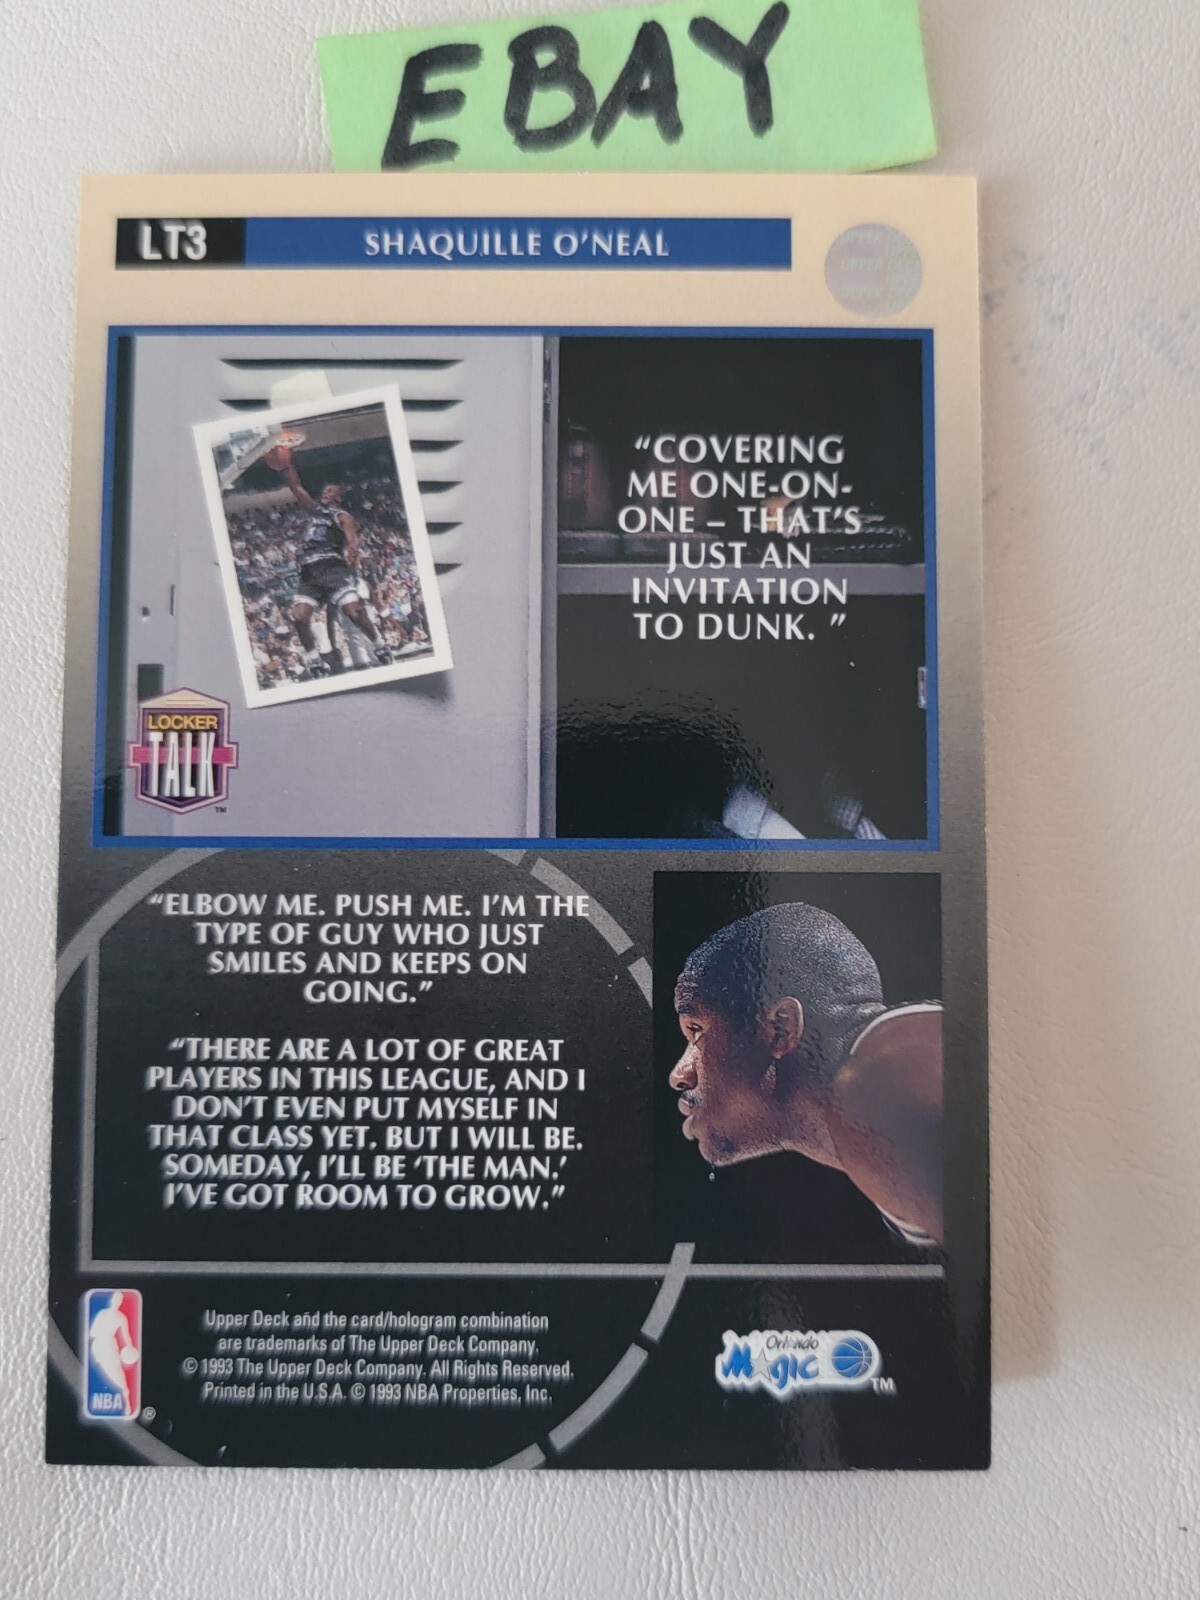 EBAY
LT3
SHAQUILLE O'NEAL
UPPER
“COVERING
ME ONE-ON-
ONE – THAT'S
JUST AN
INVITATION
TO DUNK. ”
LOCKER
TALK
TM
“ELBOW ME. PUSH ME. I'M THE
TYPE OF GUY WHO JUST
SMILES AND KEEPS ON
GOING.”
“THERE ARE A LOT OF GREAT
PLAYERS IN THIS LEAGUE, AND I
DON'T EVEN PUT MYSELF IN
THAT CLASS YET. BUT I WILL BE.
SOMEDAY, I'LL BE ‘THE MAN.’
I'VE GOT ROOM TO GROW.”
Upper Deck and the card/hologram combination
are trademarks of The Upper Deck Company.
© 1993 The Upper Deck Company. All Rights Reserved.
Printed in the U.S.A. © 1993 NBA Properties, Inc.
NBA
®
Orlando
Magic
TM